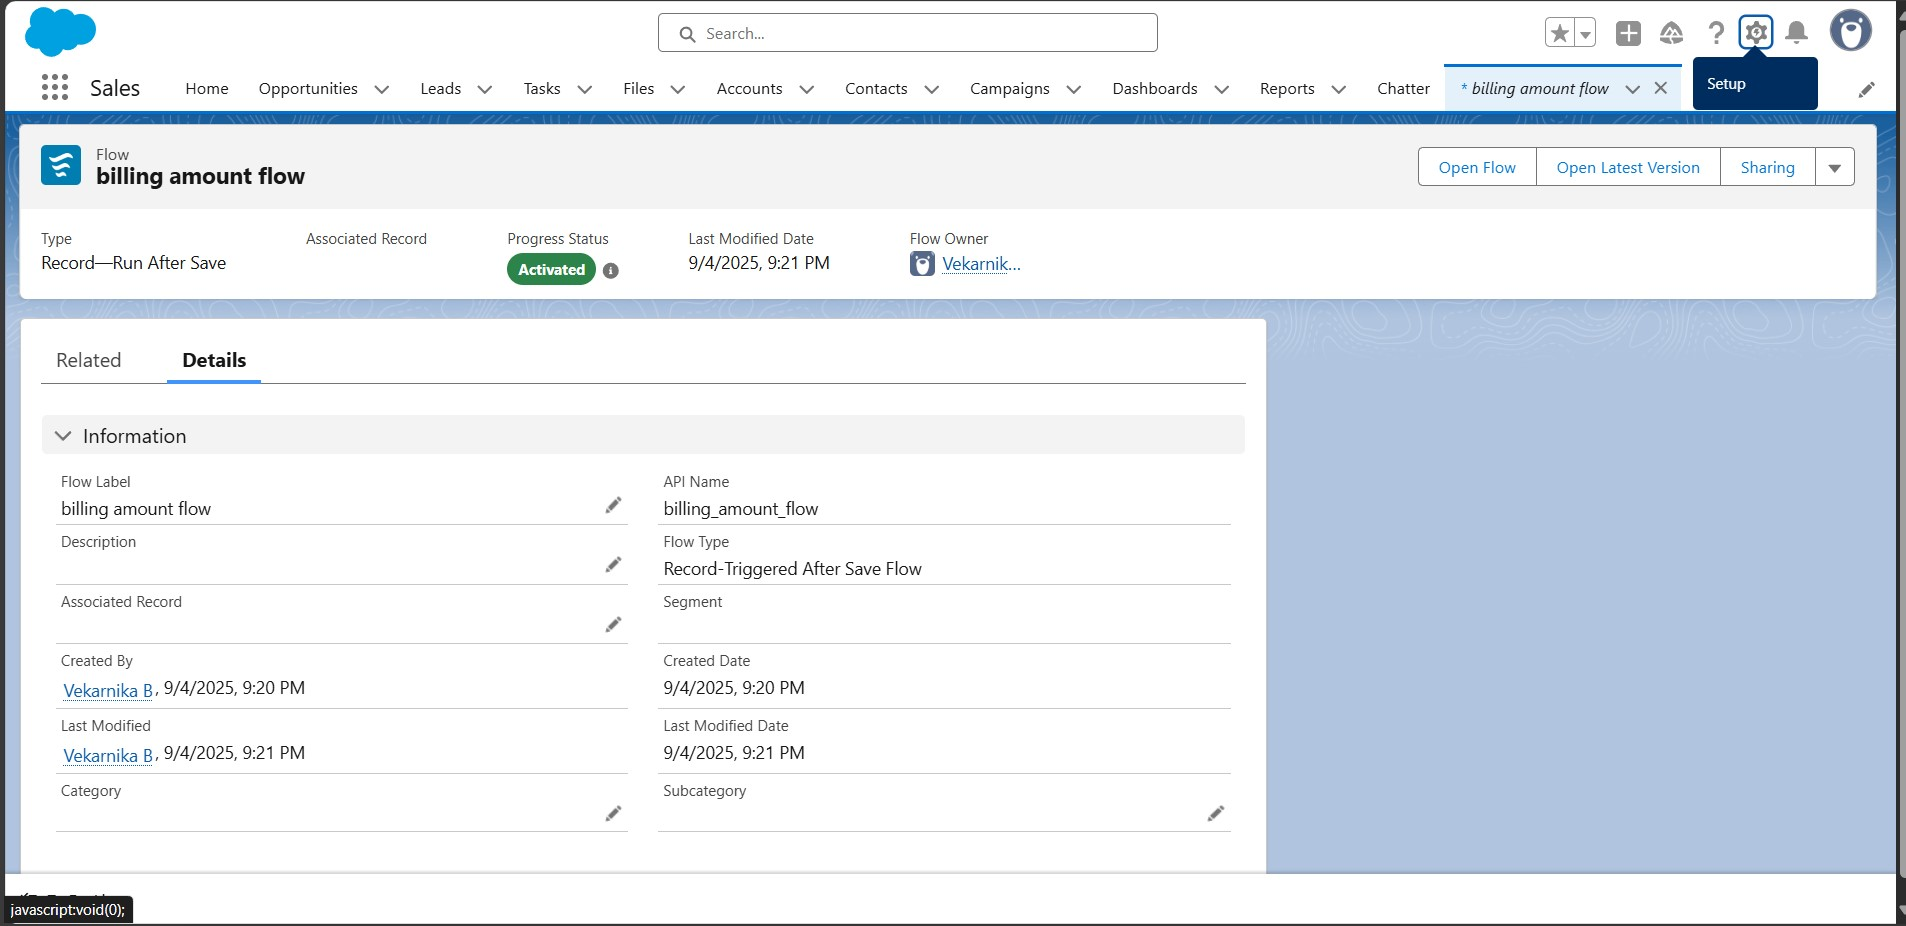 Search...
Setup
Sales
Home
Opportunities
Leads
Tasks
Files
Accounts
Contacts
Campaigns
Dashboards
Reports
Chatter
* billing amount flow
Flow
billing amount flow
Open Flow
Open Latest Version
Sharing
Type
Record—Run After Save
Associated Record
Progress Status
Activated
Last Modified Date
9/4/2025, 9:21 PM
Flow Owner
Vekarnik...
Related
Details
Information
Flow Label
billing amount flow
API Name
billing_amount_flow
Description
Flow Type
Record-Triggered After Save Flow
Associated Record
Segment
Created By
Vekarnika B, 9/4/2025, 9:20 PM
Created Date
9/4/2025, 9:20 PM
Last Modified
Vekarnika B, 9/4/2025, 9:21 PM
Last Modified Date
9/4/2025, 9:21 PM
Category
Subcategory
javascript:void(0);